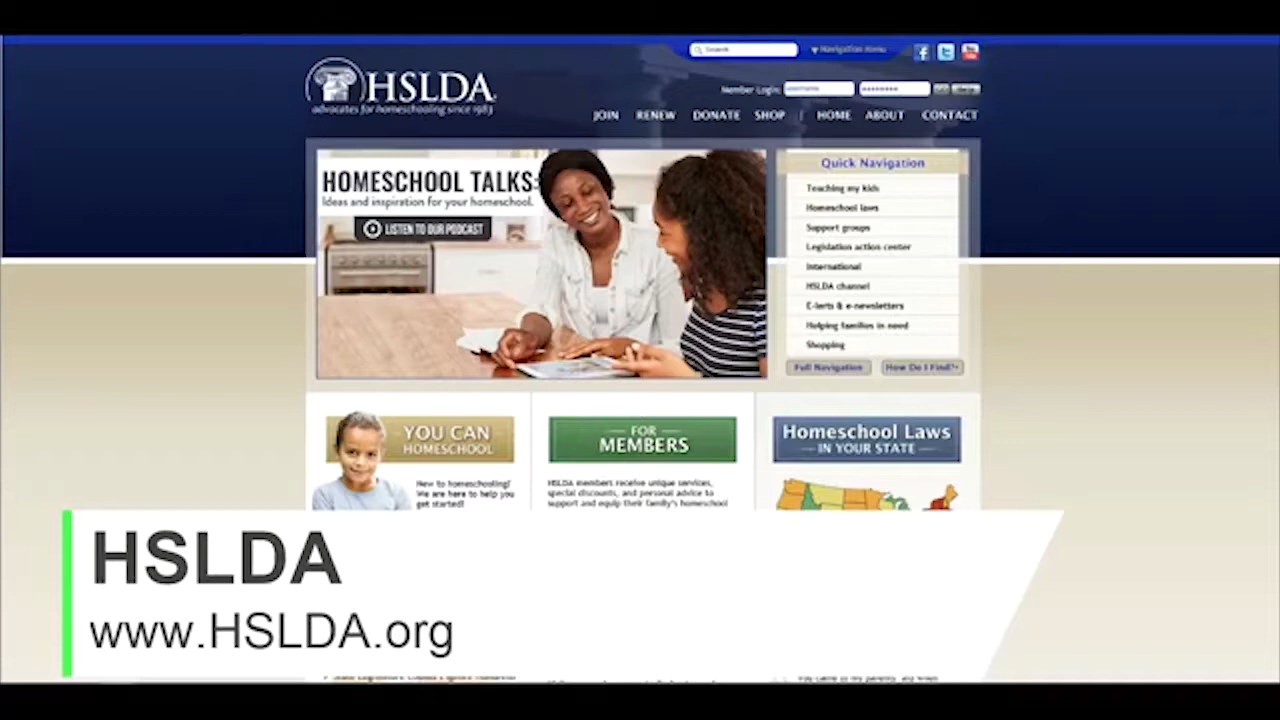 Search
Navigation menu
HSLDA
advocates for homeschooling since 1983
Member Login:
username
Help
JOIN RENEW DONATE SHOP | HOME ABOUT CONTACT
HOMESCHOOL TALKS:
Ideas and inspiration for your homeschool.
LISTEN TO OUR PODCAST
Quick Navigation
Teaching my kids
Homeschool laws
Support groups
Legislation action center
International
HSLDA channel
E-lerts & e-newsletters
Helping families in need
Shopping
Full Navigation
How Do I Find?
YOU CAN
HOMESCHOOL
New to homeschooling?
We are here to help you
get started!
FOR
MEMBERS
HSLDA members receive unique services,
special discounts, and personal advice to
support and equip their family's homeschool
Homeschool Laws
IN YOUR STATE
HSLDA
www.HSLDA.org